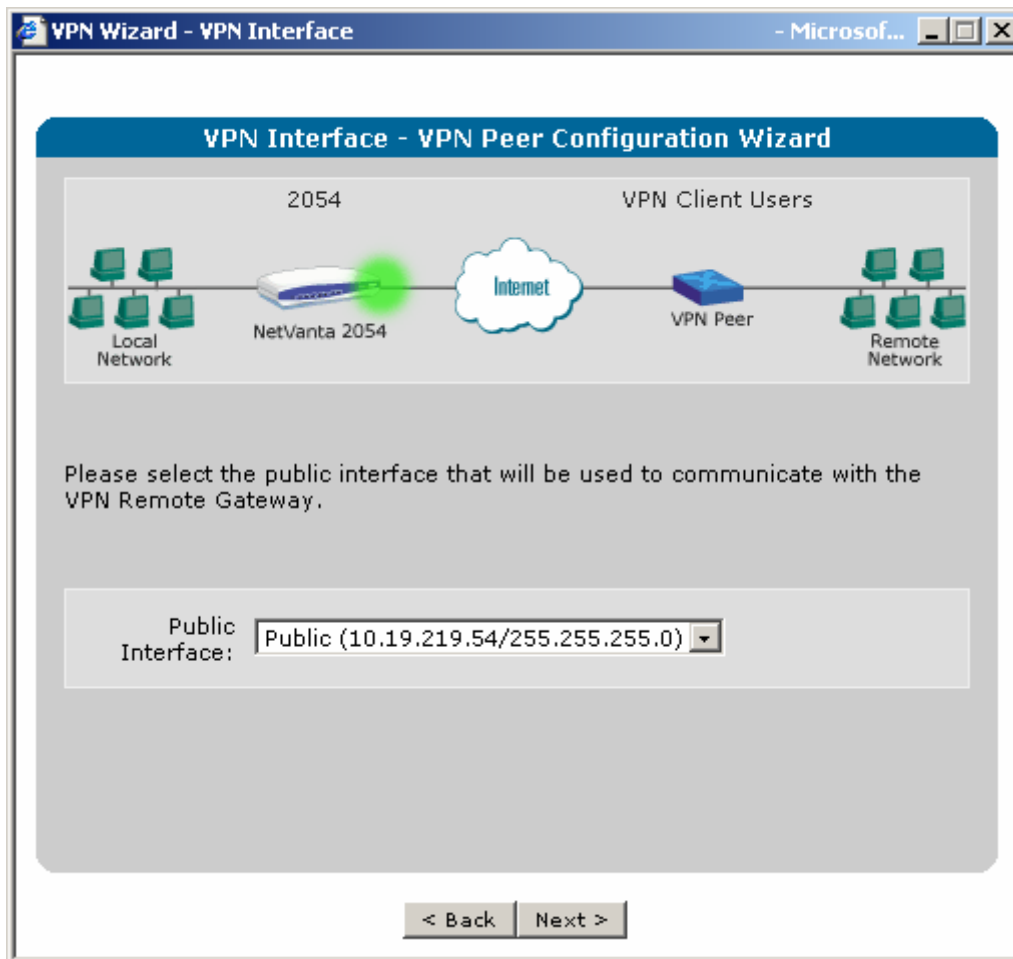 VPN Wizard - VPN Interface - Microsof...
VPN Interface - VPN Peer Configuration Wizard
2054 VPN Client Users
Internet
NetVanta 2054
VPN Peer
Local
Network
Remote
Network
Please select the public interface that will be used to communicate with the
VPN Remote Gateway.
Public
Interface:
Public (10.19.219.54/255.255.255.0)
< Back Next >